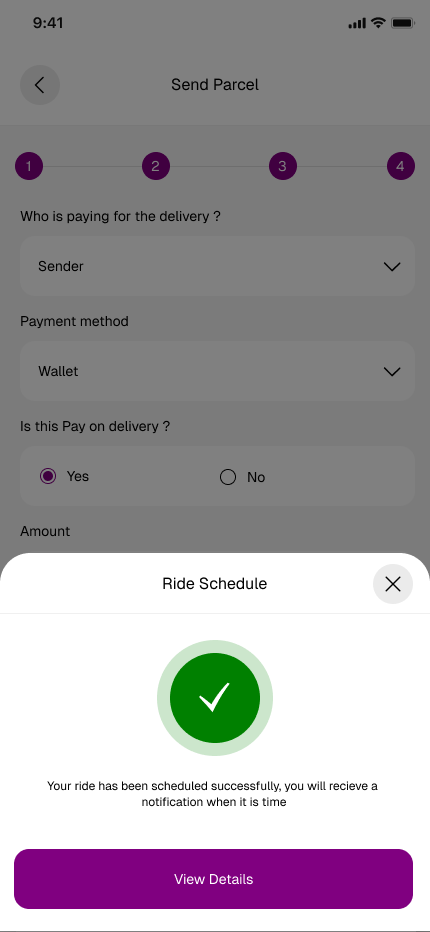 9:41
Send Parcel
1 2 3 4
Who is paying for the delivery ?
Sender
Payment method
Wallet
Is this Pay on delivery ?
Yes No
Amount
Ride Schedule
Your ride has been scheduled successfully, you will recieve a
notification when it is time
View Details